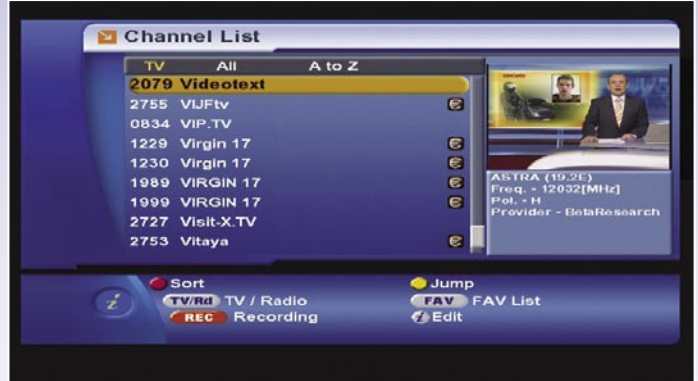 Channel List
TV All A to Z
2079 Videotext
2755 VIJFtv
0834 VIP.TV
1229 Virgin 17
1230 Virgin 17
1989 VIRGIN 17
1999 VIRGIN 17
2727 Visit-X.TV
2753 Vitaya
ASTRA (19.2E)
Freq. - 12032[MHz]
Pol. - H
Provider - BetaResearch
Sort
Jump
TV/Rd TV / Radio
FAV FAV List
REC Recording
i Edit